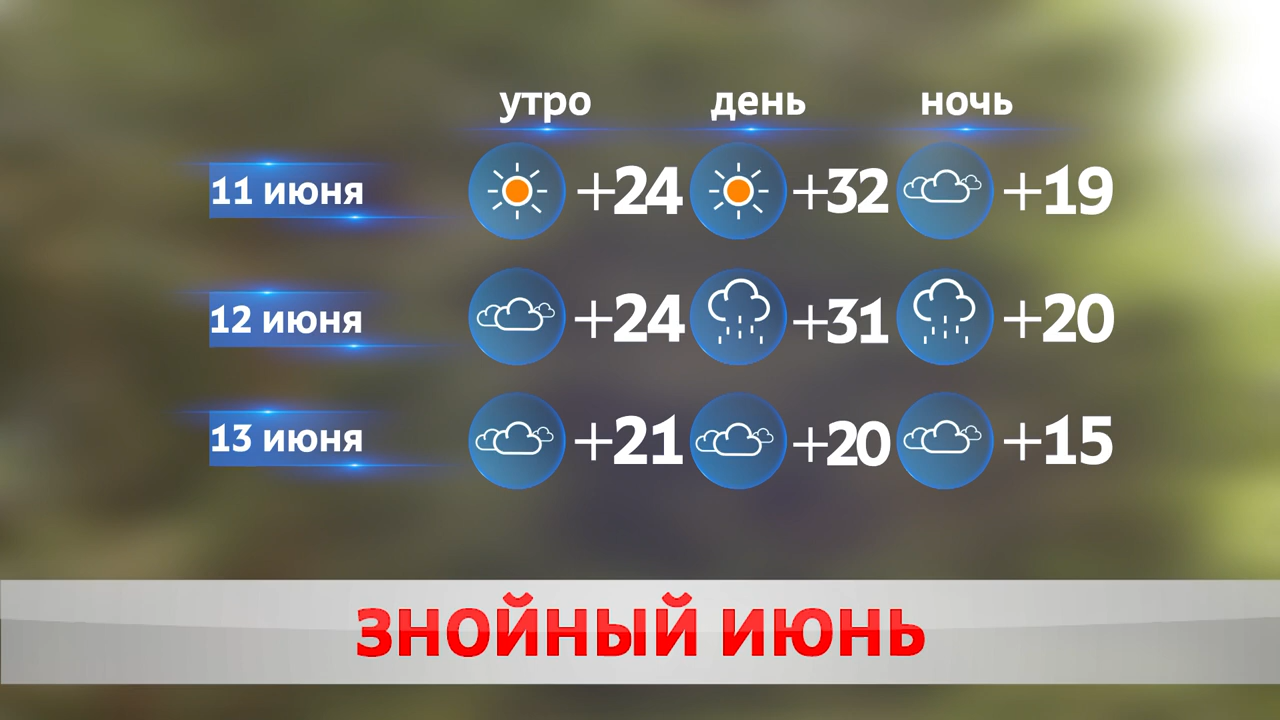 утро день ночь
11 июня +24 +32 +19
12 июня +24 +31 +20
13 июня +21 +20 +15
ЗНОЙНЫЙ ИЮНЬ